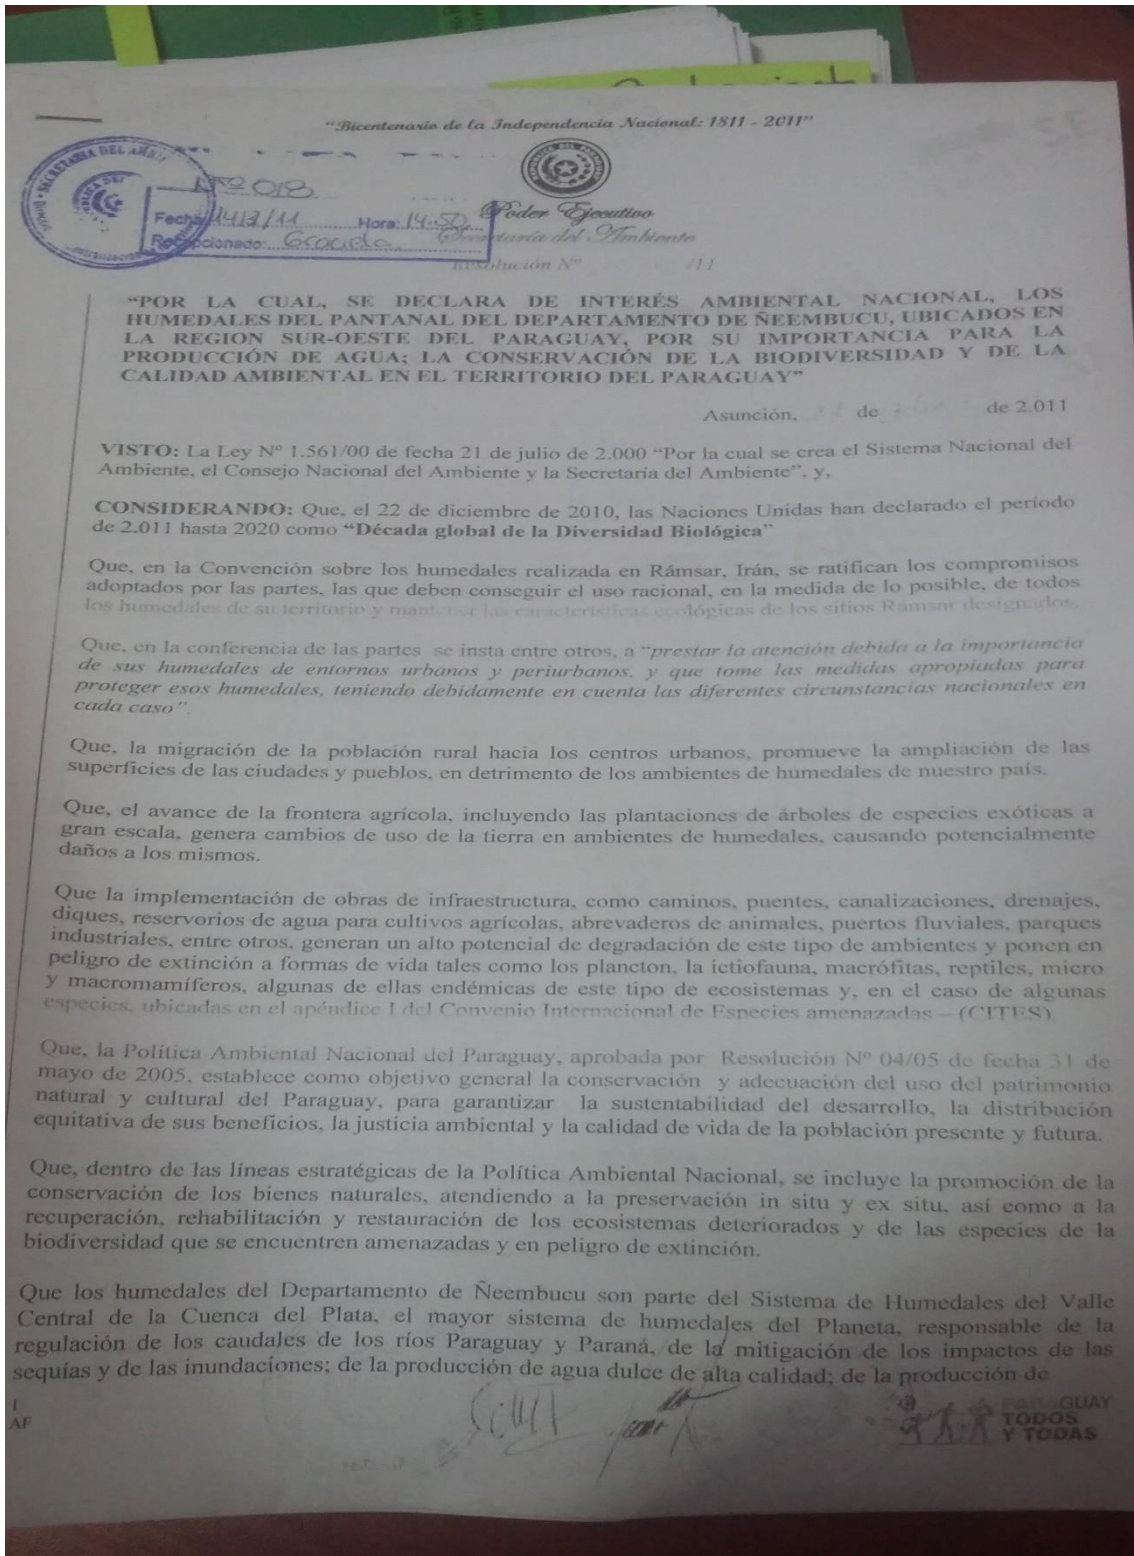 "Bicentenario de la Independencia Nacional: 1811 - 2011"
SECRETARIA DEL AMBI
REPUBLICA DEL PARAGUAY
Nº 018
Fecha: 14/3/11 Hora: 14:50
Recepcionado: Graciela
Poder Ejecutivo
Secretaría del Ambiente
Resolución Nº /11
"POR LA CUAL, SE DECLARA DE INTERÉS AMBIENTAL NACIONAL, LOS
HUMEDALES DEL PANTANAL DEL DEPARTAMENTO DE ÑEEMBUCU, UBICADOS EN
LA REGION SUR-OESTE DEL PARAGUAY, POR SU IMPORTANCIA PARA LA
PRODUCCIÓN DE AGUA; LA CONSERVACIÓN DE LA BIODIVERSIDAD Y DE LA
CALIDAD AMBIENTAL EN EL TERRITORIO DEL PARAGUAY"
Asunción, de de 2.011
VISTO: La Ley Nº 1.561/00 de fecha 21 de julio de 2.000 "Por la cual se crea el Sistema Nacional del
Ambiente, el Consejo Nacional del Ambiente y la Secretaría del Ambiente", y,
CONSIDERANDO: Que, el 22 de diciembre de 2010, las Naciones Unidas han declarado el período
de 2.011 hasta 2020 como "Década global de la Diversidad Biológica"
Que, en la Convención sobre los humedales realizada en Rámsar, Irán, se ratifican los compromisos
adoptados por las partes, las que deben conseguir el uso racional, en la medida de lo posible, de todos
los humedales de su territorio y mantener las características ecológicas de los sitios Rámsar designados.
Que, en la conferencia de las partes se insta entre otros, a "prestar la atención debida a la importancia
de sus humedales de entornos urbanos y periurbanos, y que tome las medidas apropiadas para
proteger esos humedales, teniendo debidamente en cuenta las diferentes circunstancias nacionales en
cada caso".
Que, la migración de la población rural hacia los centros urbanos, promueve la ampliación de las
superficies de las ciudades y pueblos, en detrimento de los ambientes de humedales de nuestro país.
Que, el avance de la frontera agrícola, incluyendo las plantaciones de árboles de especies exóticas a
gran escala, genera cambios de uso de la tierra en ambientes de humedales, causando potencialmente
daños a los mismos.
Que la implementación de obras de infraestructura, como caminos, puentes, canalizaciones, drenajes,
diques, reservorios de agua para cultivos agrícolas, abrevaderos de animales, puertos fluviales, parques
industriales, entre otros, generan un alto potencial de degradación de este tipo de ambientes y ponen en
peligro de extinción a formas de vida tales como los plancton, la ictiofauna, macrófitas, reptiles, micro
y macromamíferos, algunas de ellas endémicas de este tipo de ecosistemas y, en el caso de algunas
especies, ubicadas en el apéndice I del Convenio Internacional de Especies amenazadas – (CITES)
Que, la Política Ambiental Nacional del Paraguay, aprobada por Resolución Nº 04/05 de fecha 31 de
mayo de 2005, establece como objetivo general la conservación y adecuación del uso del patrimonio
natural y cultural del Paraguay, para garantizar la sustentabilidad del desarrollo, la distribución
equitativa de sus beneficios, la justicia ambiental y la calidad de vida de la población presente y futura.
Que, dentro de las líneas estratégicas de la Política Ambiental Nacional, se incluye la promoción de la
conservación de los bienes naturales, atendiendo a la preservación in situ y ex situ, así como a la
recuperación, rehabilitación y restauración de los ecosistemas deteriorados y de las especies de la
biodiversidad que se encuentren amenazadas y en peligro de extinción.
Que los humedales del Departamento de Ñeembucu son parte del Sistema de Humedales del Valle
Central de la Cuenca del Plata, el mayor sistema de humedales del Planeta, responsable de la
regulación de los caudales de los ríos Paraguay y Paraná, de la mitigación de los impactos de las
sequías y de las inundaciones; de la producción de agua dulce de alta calidad; de la producción de
1
AF
PARAGUAY
TODOS
Y TODAS